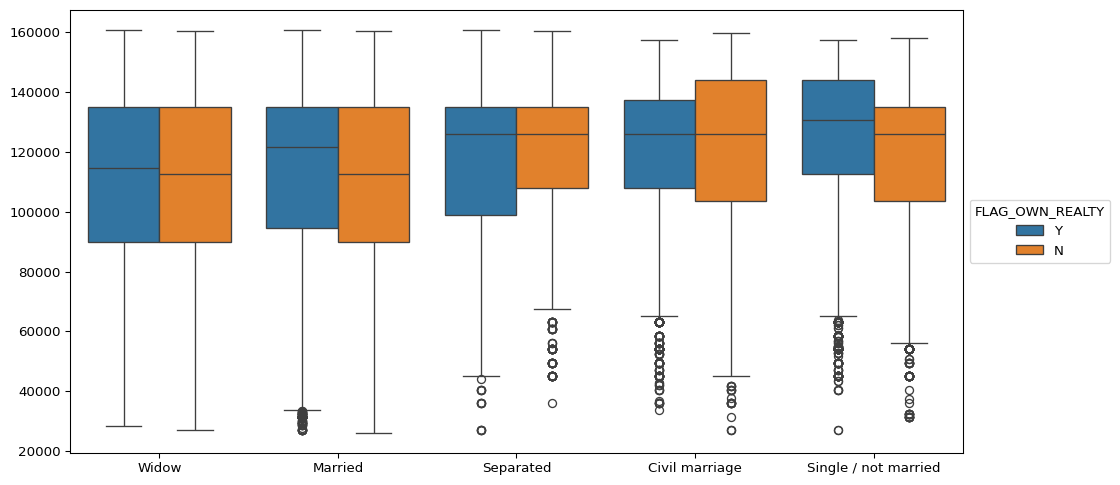 160000
140000
120000
100000
80000
60000
40000
20000
Widow
Married
Separated
Civil marriage
Single / not married
FLAG_OWN_REALTY
Y
N